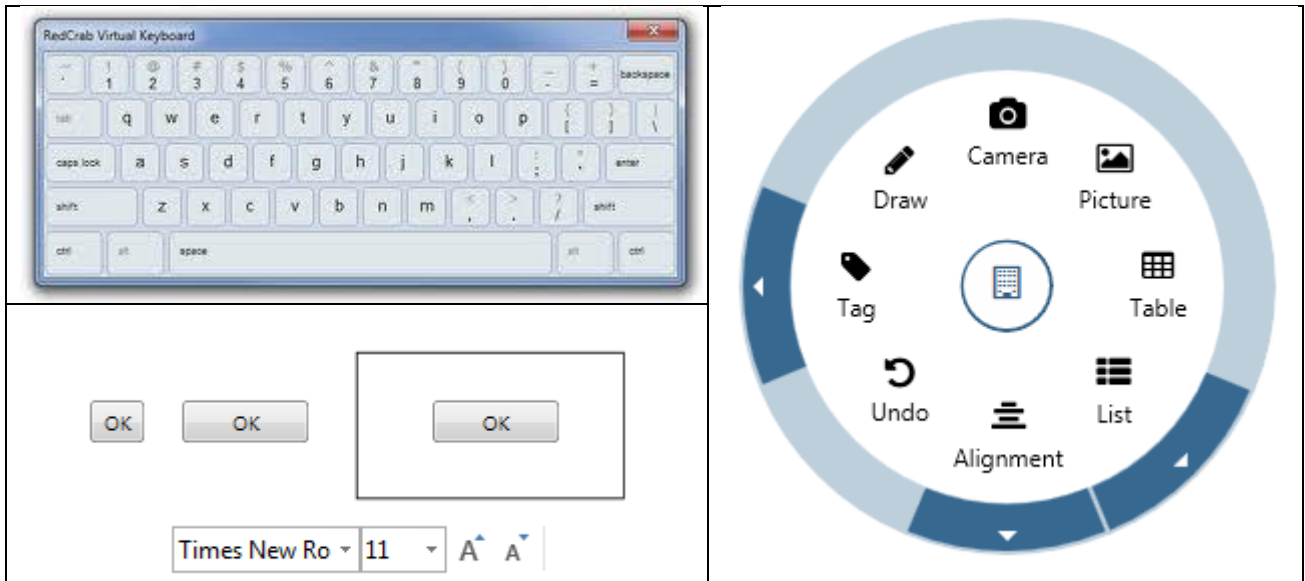 RedCrab Virtual Keyboard
~ ! @ # $ % ^ & * ( ) _ +
` 1 2 3 4 5 6 7 8 9 0 - = backspace
tab q w e r t y u i o p { [ } ] | \
caps lock a s d f g h j k l : ; " ' enter
shift z x c v b n m < , > . ? / shift
ctrl alt space alt ctrl
OK OK OK
Times New Ro 11 A A
Camera
Draw Picture
Tag Table
Undo List
Alignment